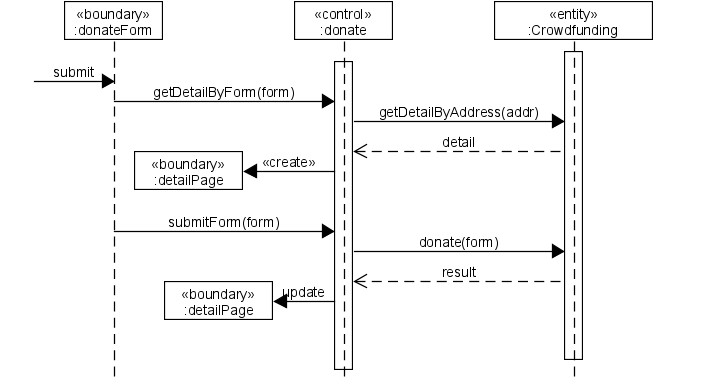 «boundary»
:donateForm
«control»
:donate
«entity»
:Crowdfunding
submit
getDetailByForm(form)
getDetailByAddress(addr)
detail
«boundary»
:detailPage
«create»
submitForm(form)
donate(form)
result
«boundary»
:detailPage
update